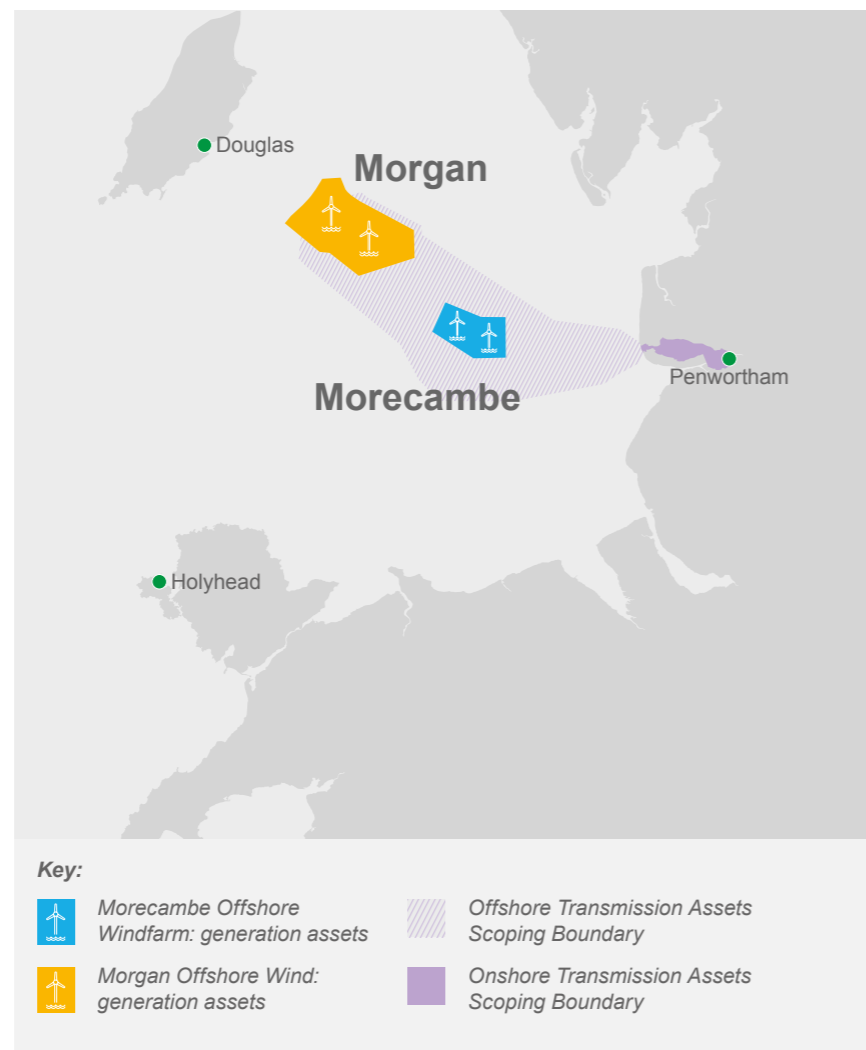 Douglas
Morgan
Morecambe
Penwortham
Holyhead
Key:
Morecambe Offshore
Windfarm: generation assets
Morgan Offshore Wind:
generation assets
Offshore Transmission Assets
Scoping Boundary
Onshore Transmission Assets
Scoping Boundary